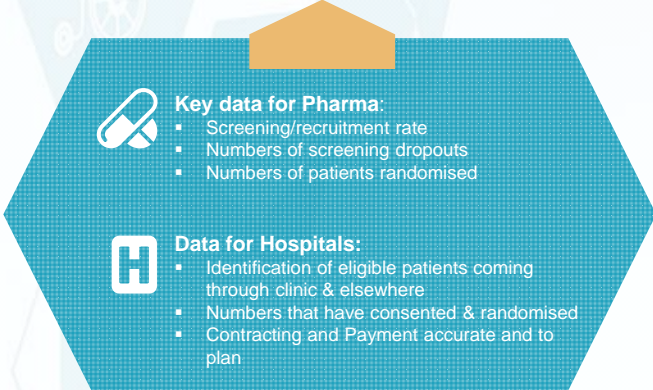 Key data for Pharma:
▪ Screening/recruitment rate
▪ Numbers of screening dropouts
▪ Numbers of patients randomised
H
Data for Hospitals:
▪ Identification of eligible patients coming
through clinic & elsewhere
▪ Numbers that have consented & randomised
▪ Contracting and Payment accurate and to
plan